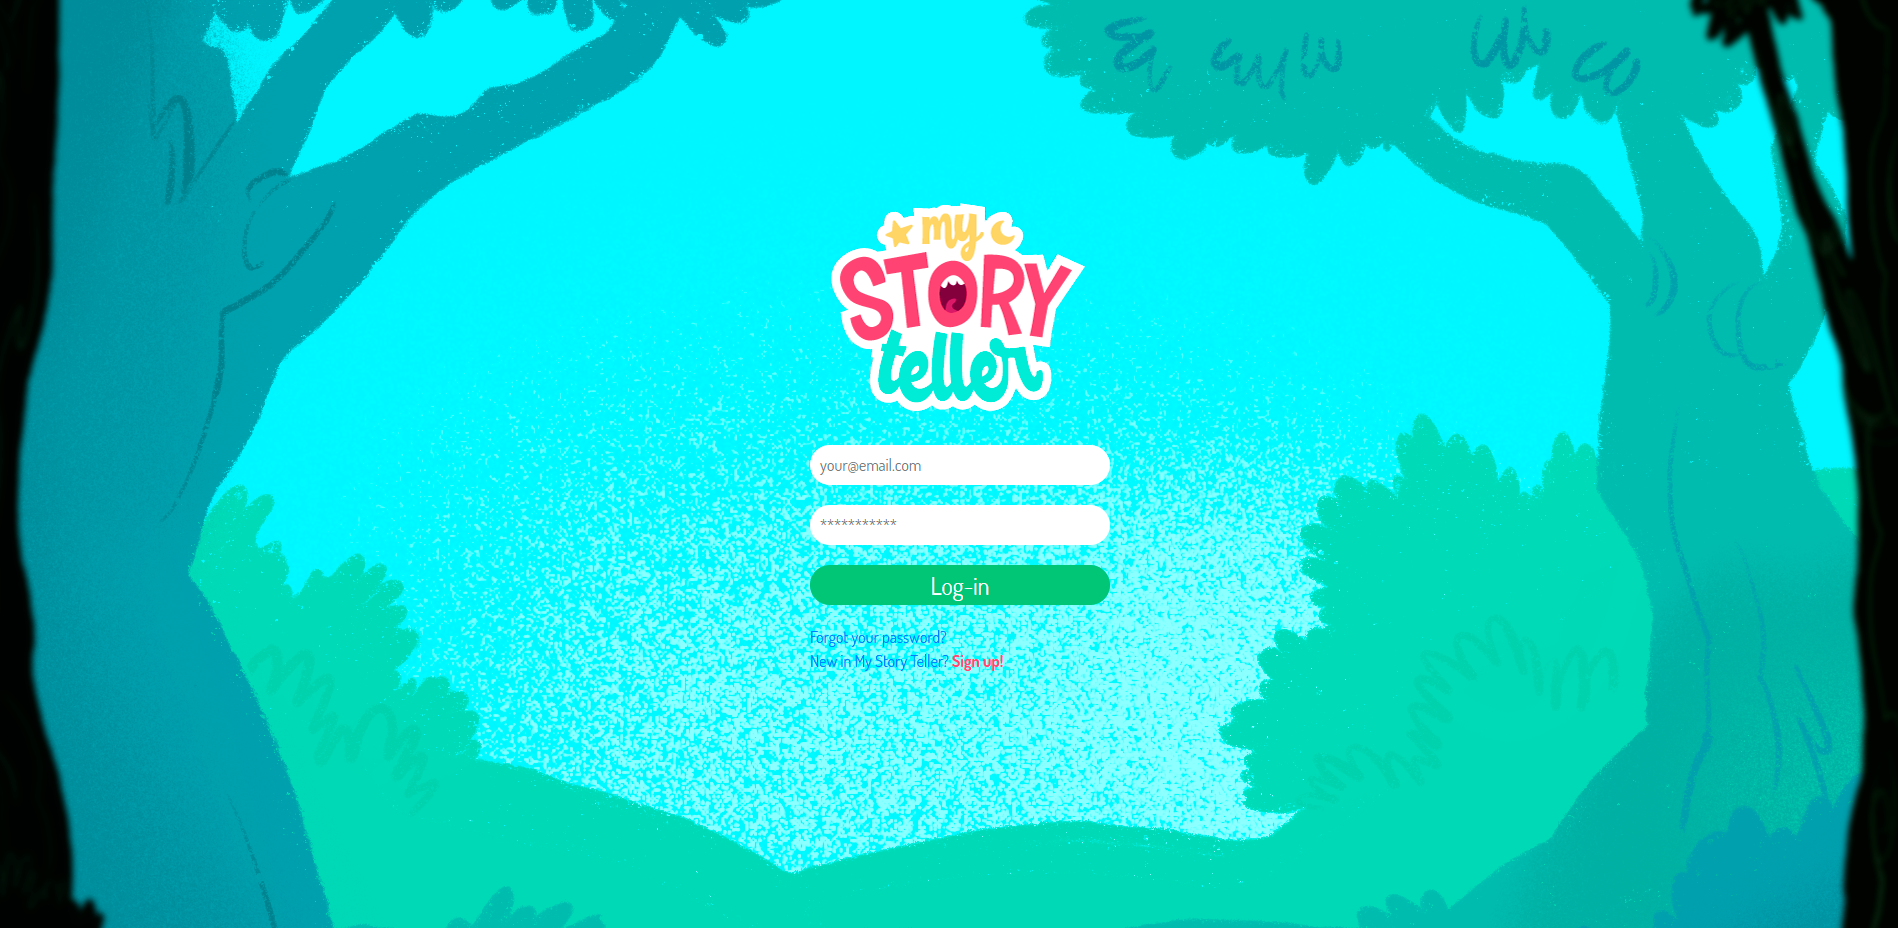 my
STORY
teller
your@email.com
***********
Log-in
Forgot your password?
New in My Story Teller? Sign up!